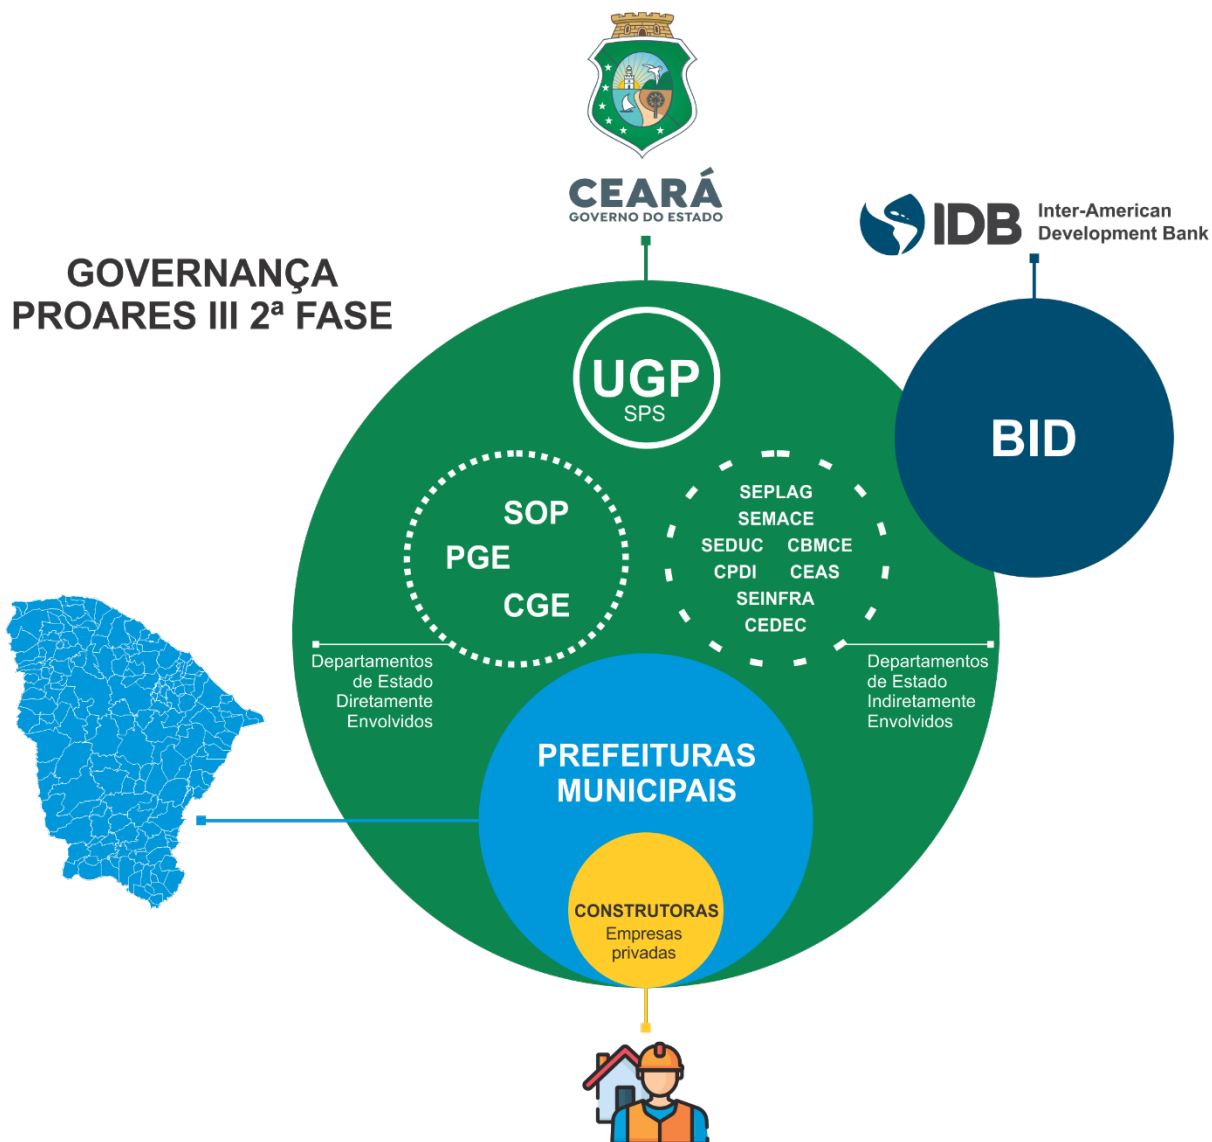 CEARÁ
GOVERNO DO ESTADO
IDB
Inter-American
Development Bank
GOVERNANÇA
PROARES III 2ª FASE
UGP
SPS
BID
SOP
PGE
CGE
SEPLAG
SEMACE
SEDUC CBMCE
CPDI CEAS
SEINFRA
CEDEC
Departamentos
de Estado
Diretamente
Envolvidos
Departamentos
de Estado
Indiretamente
Envolvidos
PREFEITURAS
MUNICIPAIS
CONSTRUTORAS
Empresas
privadas